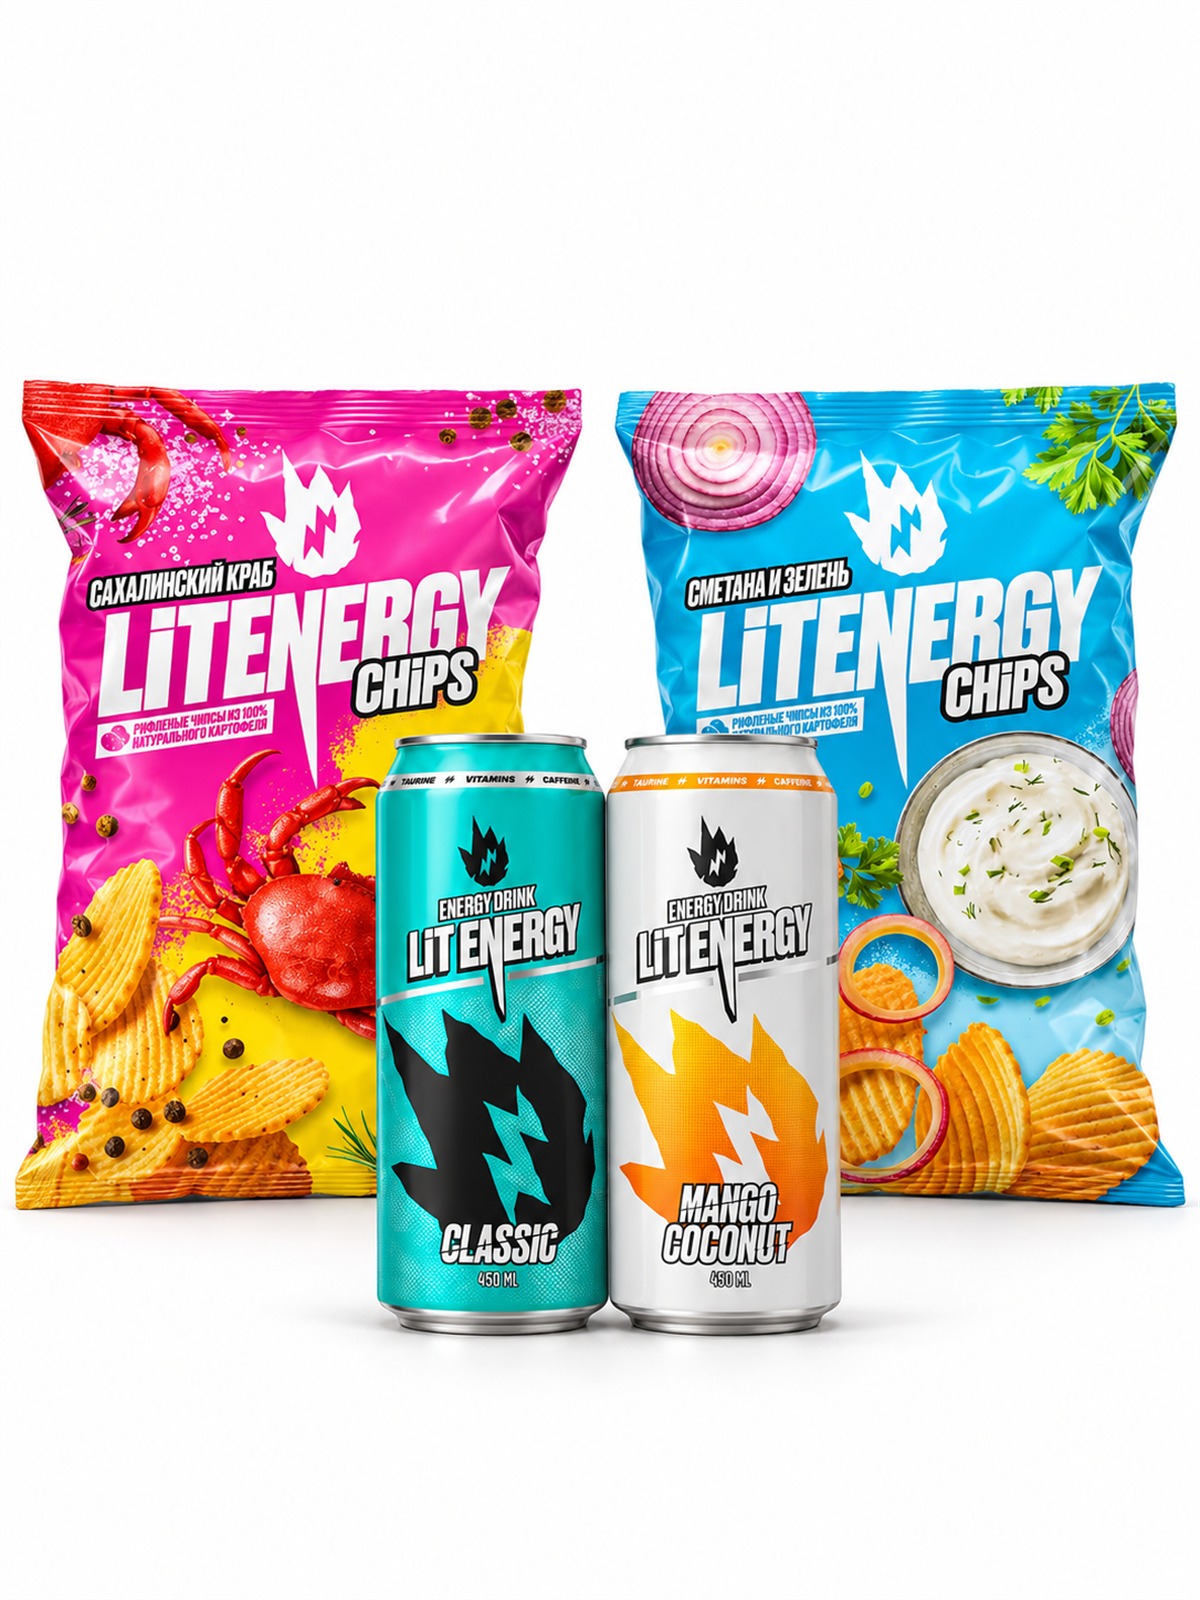 САХАЛИНСКИЙ КРАБ
LiTENERGY
CHiPS
РИФЛЕНЫЕ ЧИПСЫ ИЗ 100%
НАТУРАЛЬНОГО КАРТОФЕЛЯ
СМЕТАНА И ЗЕЛЕНЬ
LiTENERGY
CHiPS
РИФЛЕНЫЕ ЧИПСЫ ИЗ 100%
НАТУРАЛЬНОГО КАРТОФЕЛЯ
TAURINE VITAMINS CAFFEINE
ENERGY DRINK
LiT ENERGY
CLASSIC
450 ML
TAURINE VITAMINS CAFFEINE
ENERGY DRINK
LiT ENERGY
MANGO
COCONUT
450 ML